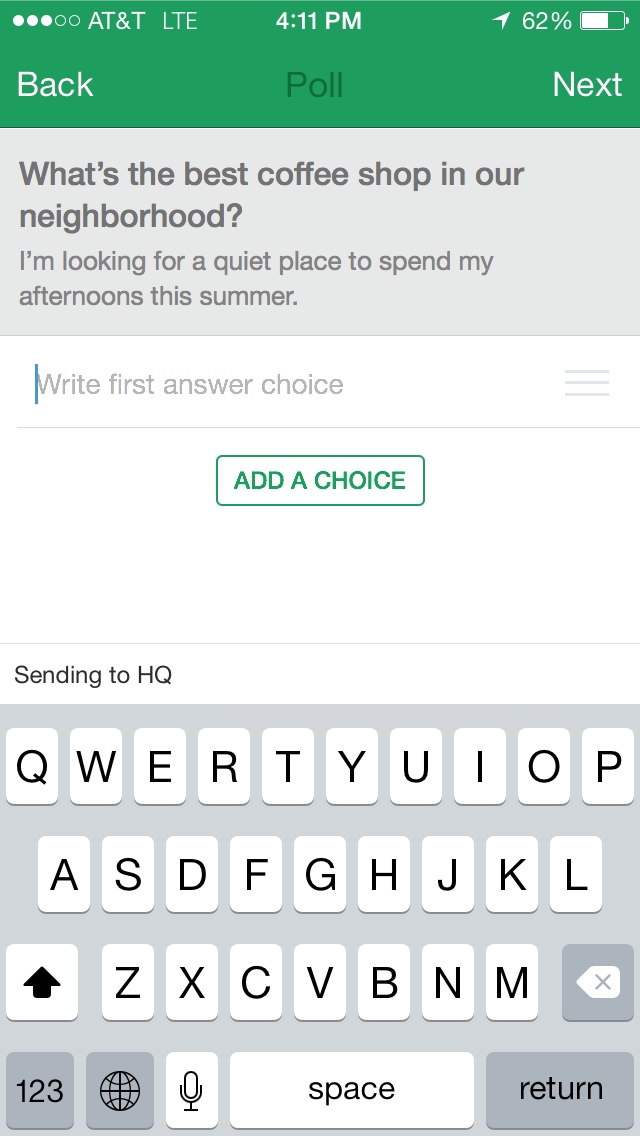 AT&T LTE 4:11 PM 62%
Back Poll Next
What’s the best coffee shop in our
neighborhood?
I’m looking for a quiet place to spend my
afternoons this summer.
Write first answer choice
ADD A CHOICE
Sending to HQ
Q W E R T Y U I O P
A S D F G H J K L
Z X C V B N M
123 space return